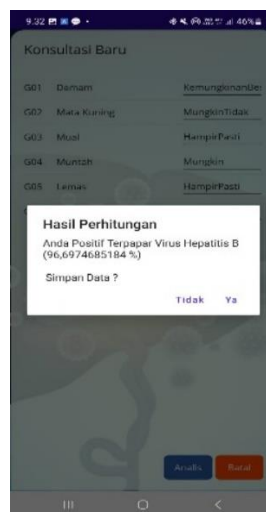 9.32
46%
Konsultasi Baru
G01 Demam KemungkinanBes
G02 Mata Kuning MungkinTidak
G03 Mual HampirPasti
G04 Muntah Mungkin
G05 Lemas HampirPasti
Hasil Perhitungan
Anda Positif Terpapar Virus Hepatitis B
(96,6974685184 %)
Simpan Data ?
Tidak Ya
Analis Batal